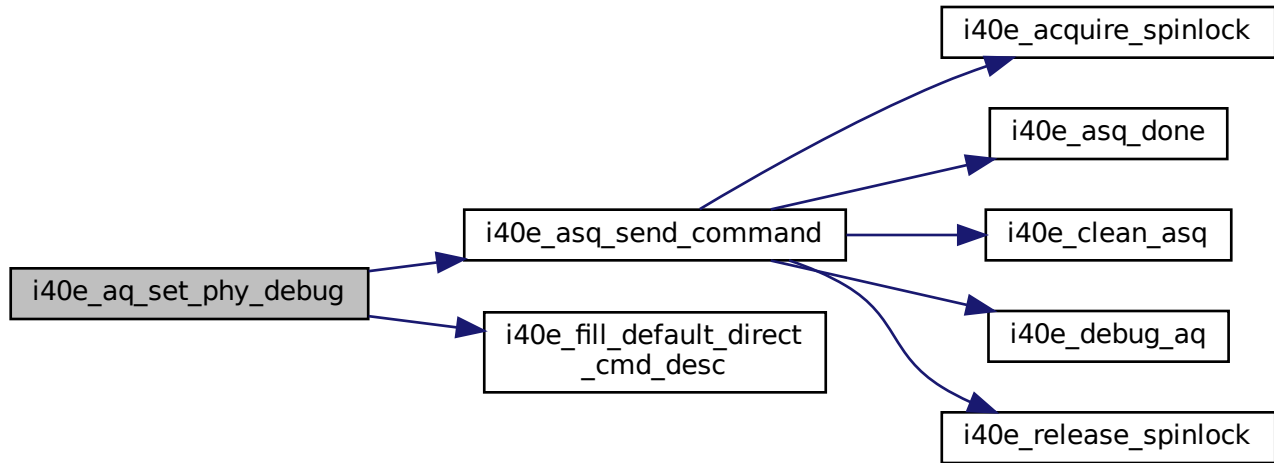 i40e_aq_set_phy_debug
i40e_asq_send_command
i40e_fill_default_direct
_cmd_desc
i40e_acquire_spinlock
i40e_asq_done
i40e_clean_asq
i40e_debug_aq
i40e_release_spinlock